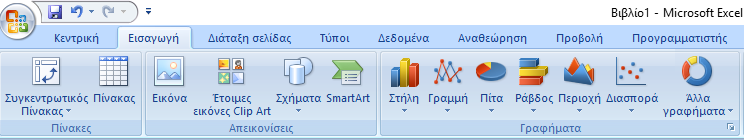 Βιβλίο1 - Microsoft Excel
Κεντρική Εισαγωγή Διάταξη σελίδας Τύποι Δεδομένα Αναθεώρηση Προβολή Προγραμματιστής
Συγκεντρωτικός Πίνακας Εικόνα Έτοιμες Σχήματα SmartArt Στήλη Γραμμή Πίτα Ράβδος Περιοχή Διασπορά Άλλα
Πίνακας εικόνες Clip Art γραφήματα
Πίνακες Απεικονίσεις Γραφήματα